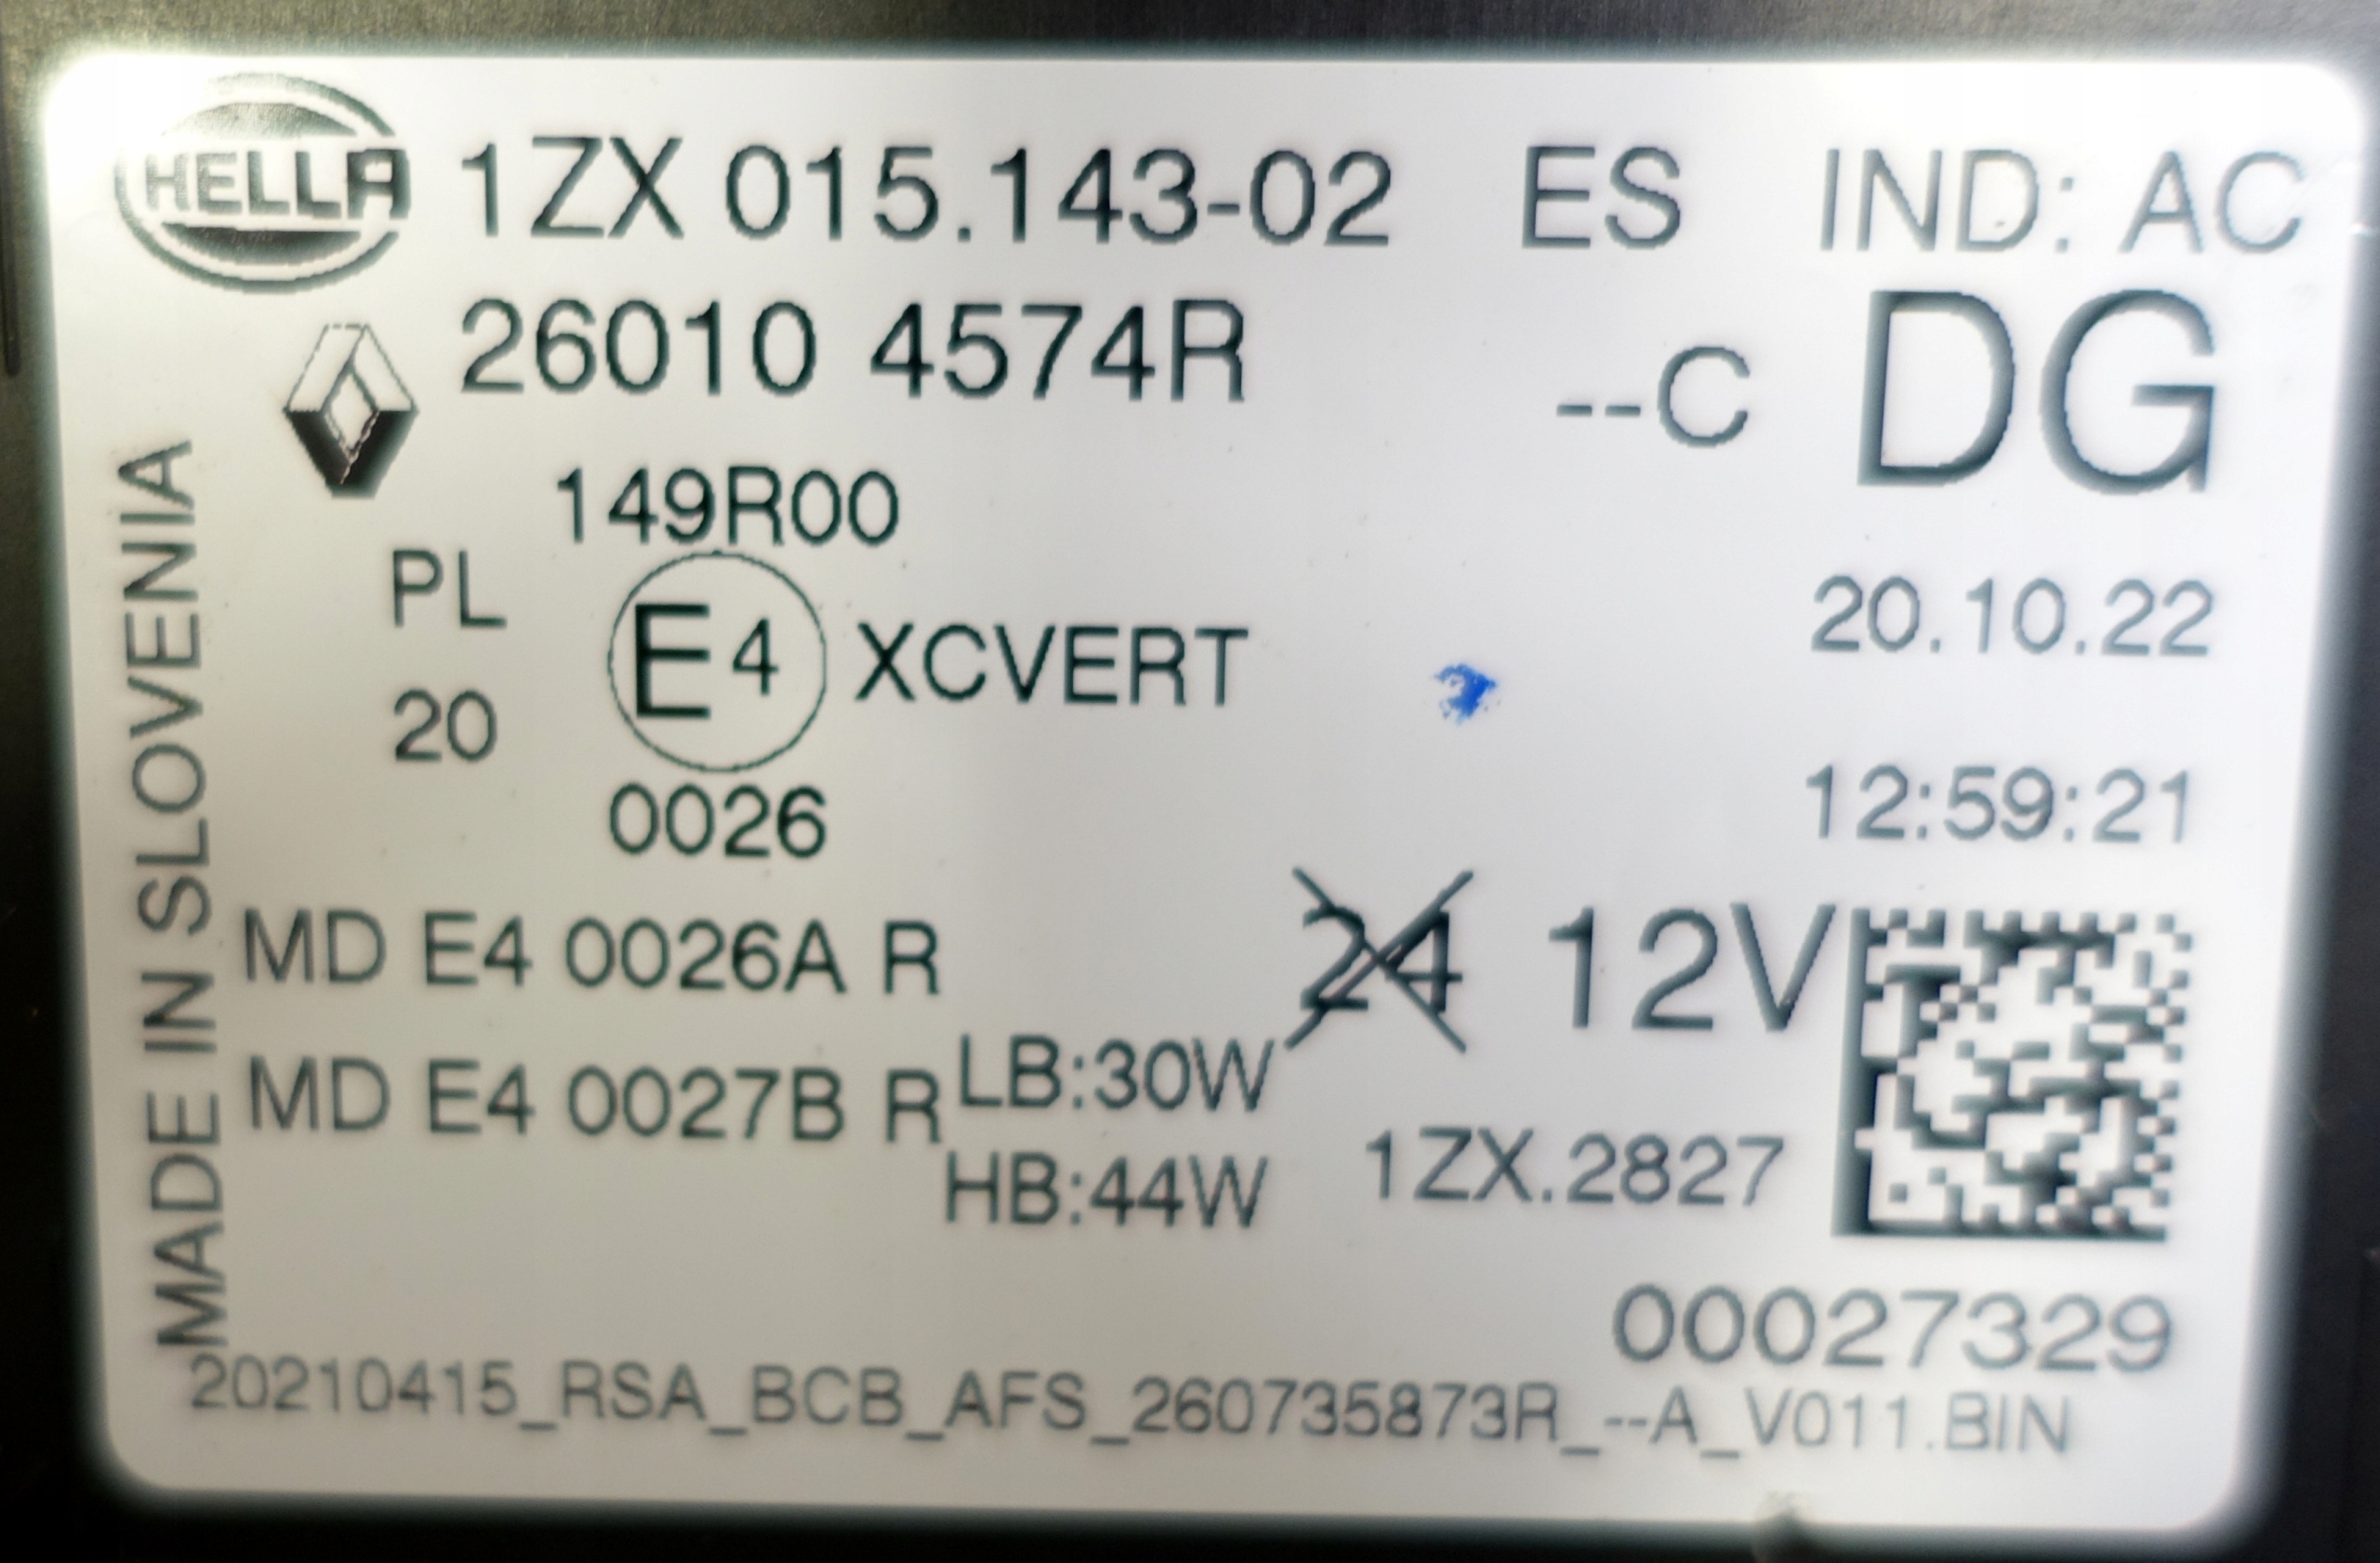 HELLA 1ZX 015.143-02 ES IND: AC
26010 4574R --C DG
149R00
PL E4 XCVERT 20.10.22
20
0026 12:59:21
MD E4 0026A R 24 12V
MD E4 0027B R LB:30W
HB:44W 1ZX.2827
00027329
20210415_RSA_BCB_AFS_260735873R_--A_V011.BIN
MADE IN SLOVENIA